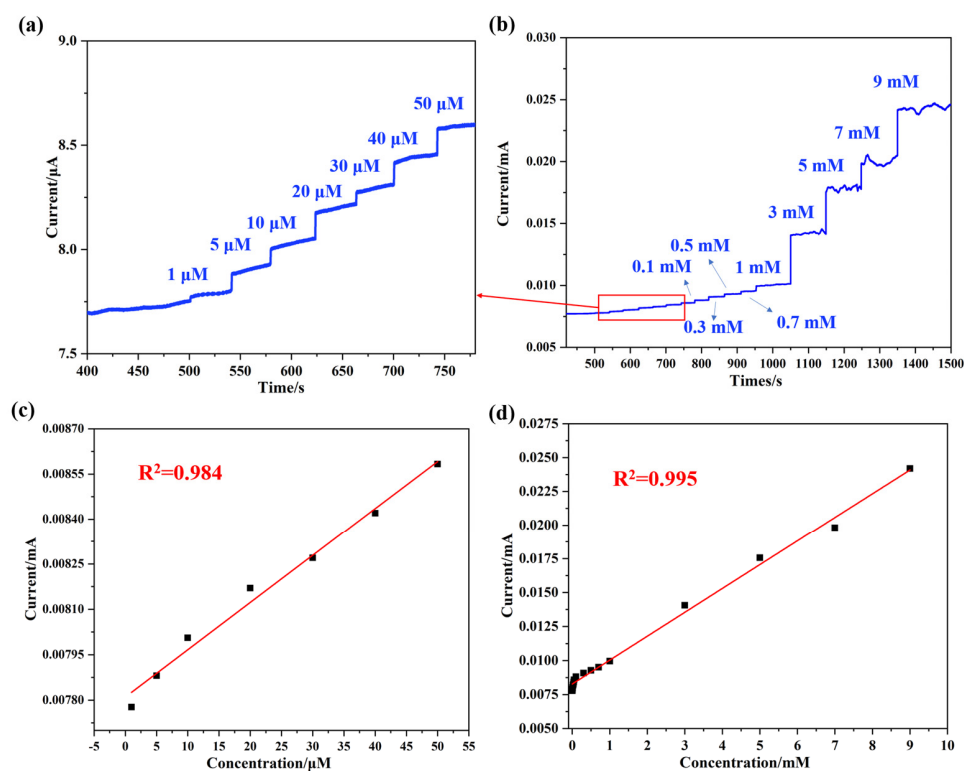 (a)
9.0
8.5
8.0
7.5
Current/μA
400 450 500 550 600 650 700 750
Time/s
1 μM
5 μM
10 μM
20 μM
30 μM
40 μM
50 μM
(b)
0.030
0.025
0.020
0.015
0.010
0.005
Current/mA
500 600 700 800 900 1000 1100 1200 1300 1400 1500
Times/s
0.1 mM
0.3 mM
0.5 mM
0.7 mM
1 mM
3 mM
5 mM
7 mM
9 mM
(c)
0.00870
0.00855
0.00840
0.00825
0.00810
0.00795
0.00780
Current/mA
R²=0.984
-5 0 5 10 15 20 25 30 35 40 45 50 55
Concentration/μM
(d)
0.0275
0.0250
0.0225
0.0200
0.0175
0.0150
0.0125
0.0100
0.0075
0.0050
Current/mA
R²=0.995
0 1 2 3 4 5 6 7 8 9 10
Concentration/mM